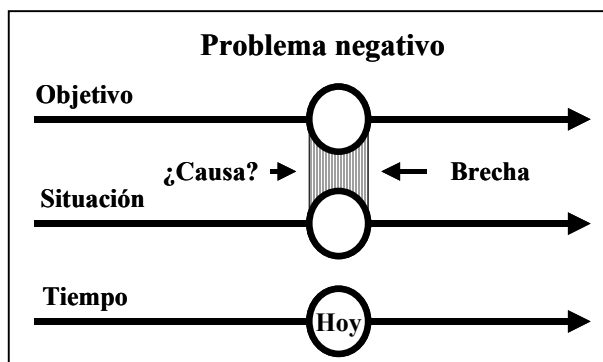 Problema negativo
Objetivo
¿Causa?
Brecha
Situación
Tiempo
Hoy